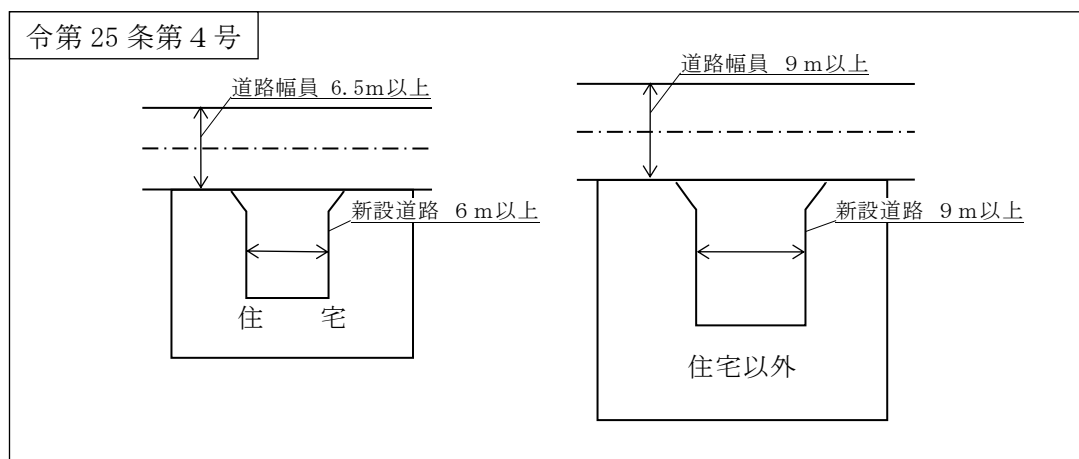 令第 25 条第４号
道路幅員 6.5m以上
新設道路 ６ｍ以上
住 宅
道路幅員 ９ｍ以上
新設道路 ９ｍ以上
住宅以外